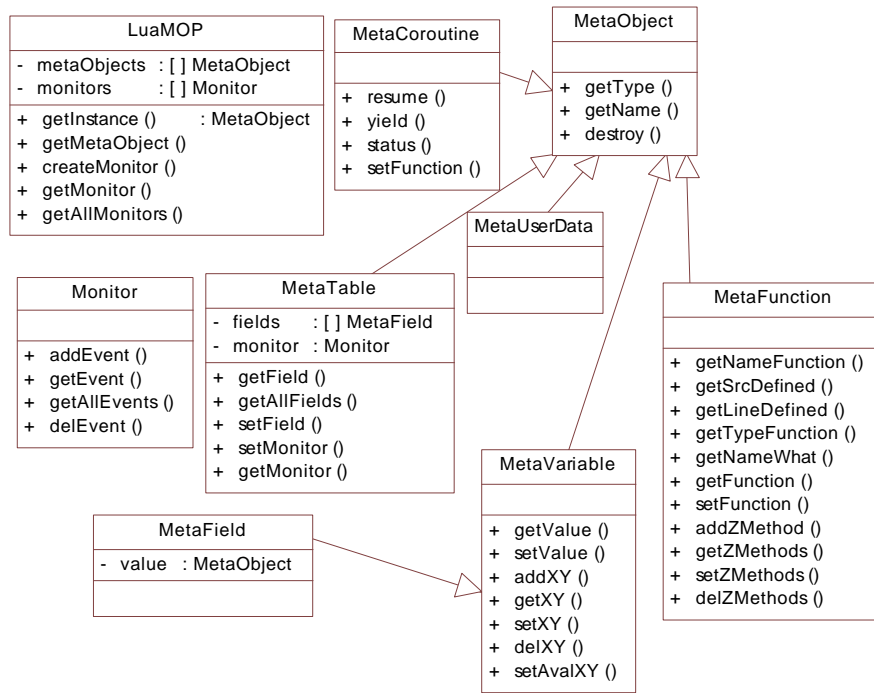 LuaMOP
- metaObjects : [ ] MetaObject
- monitors : [ ] Monitor
+ getInstance () : MetaObject
+ getMetaObject ()
+ createMonitor ()
+ getMonitor ()
+ getAllMonitors ()
MetaCoroutine
+ resume ()
+ yield ()
+ status ()
+ setFunction ()
MetaObject
+ getType ()
+ getName ()
+ destroy ()
MetaUserData
Monitor
+ addEvent ()
+ getEvent ()
+ getAllEvents ()
+ delEvent ()
MetaTable
- fields : [ ] MetaField
- monitor : Monitor
+ getField ()
+ getAllFields ()
+ setField ()
+ setMonitor ()
+ getMonitor ()
MetaFunction
+ getNameFunction ()
+ getSrcDefined ()
+ getLineDefined ()
+ getTypeFunction ()
+ getNameWhat ()
+ getFunction ()
+ setFunction ()
+ addZMethod ()
+ getZMethods ()
+ setZMethods ()
+ delZMethods ()
MetaVariable
+ getValue ()
+ setValue ()
+ addXY ()
+ getXY ()
+ setXY ()
+ delXY ()
+ setAvalXY ()
MetaField
- value : MetaObject